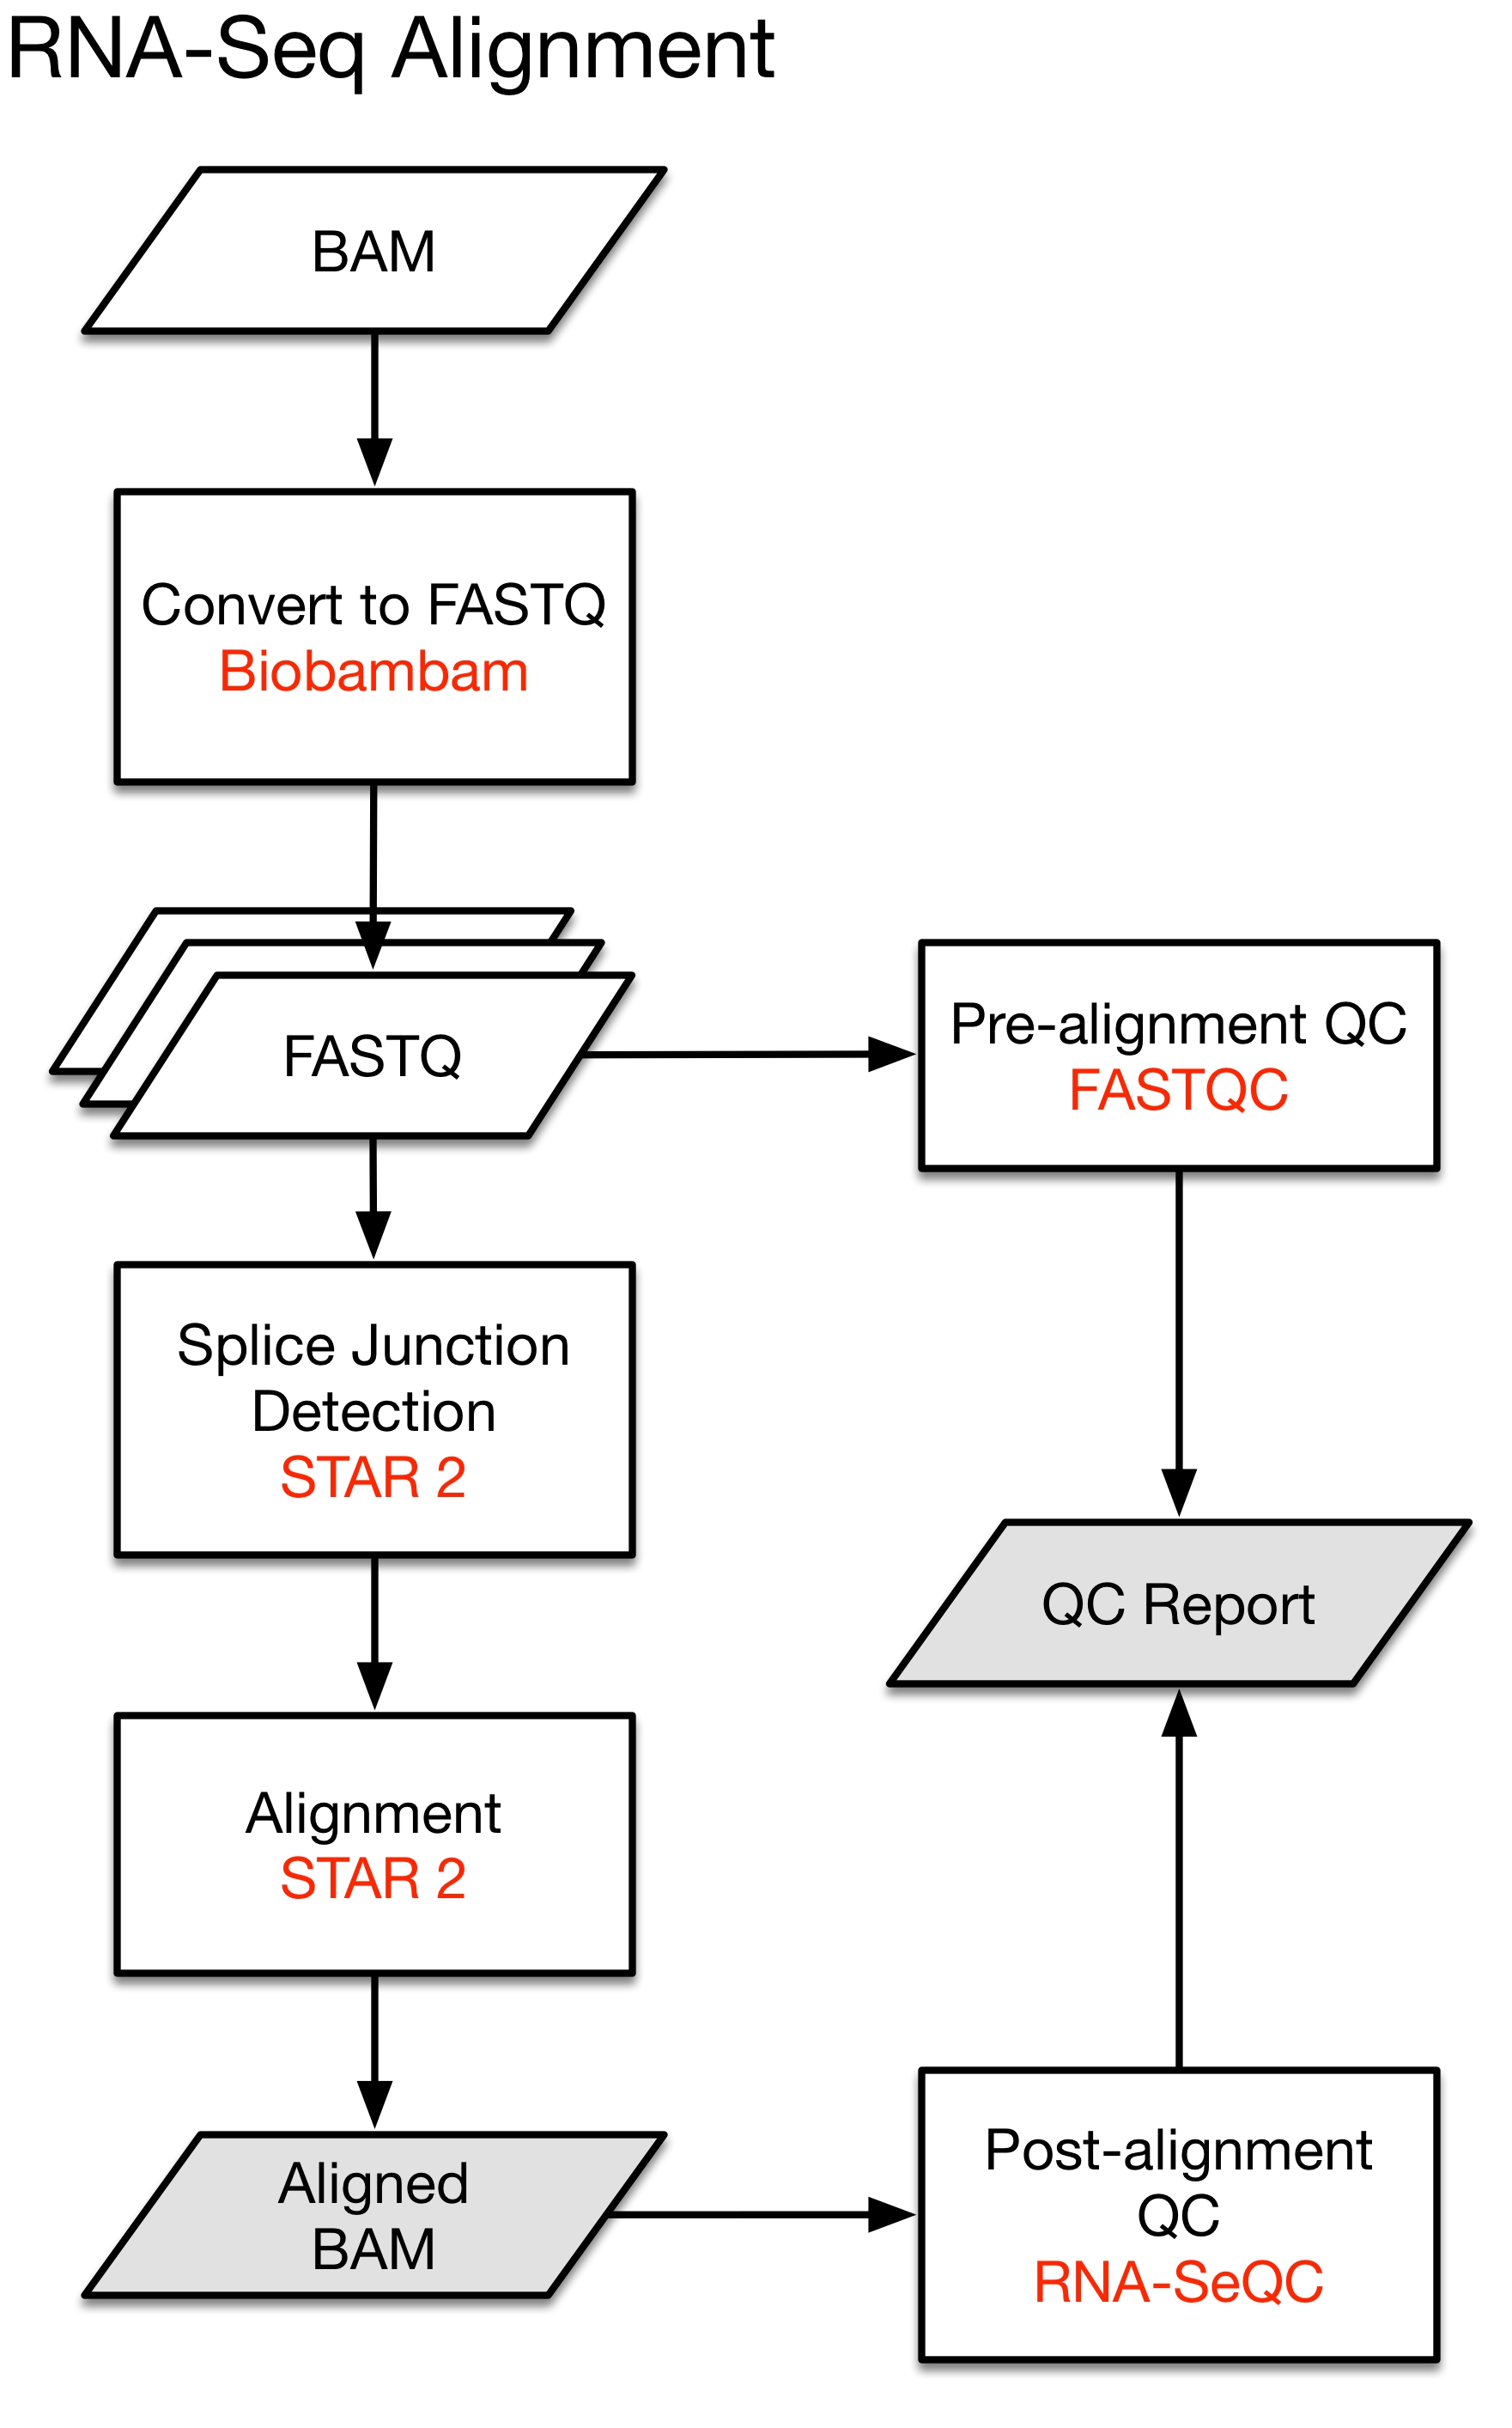 RNA-Seq Alignment
BAM
Convert to FASTQ
Biobambam
FASTQ
Pre-alignment QC
FASTQC
Splice Junction
Detection
STAR 2
QC Report
Alignment
STAR 2
Aligned
BAM
Post-alignment
QC
RNA-SeQC